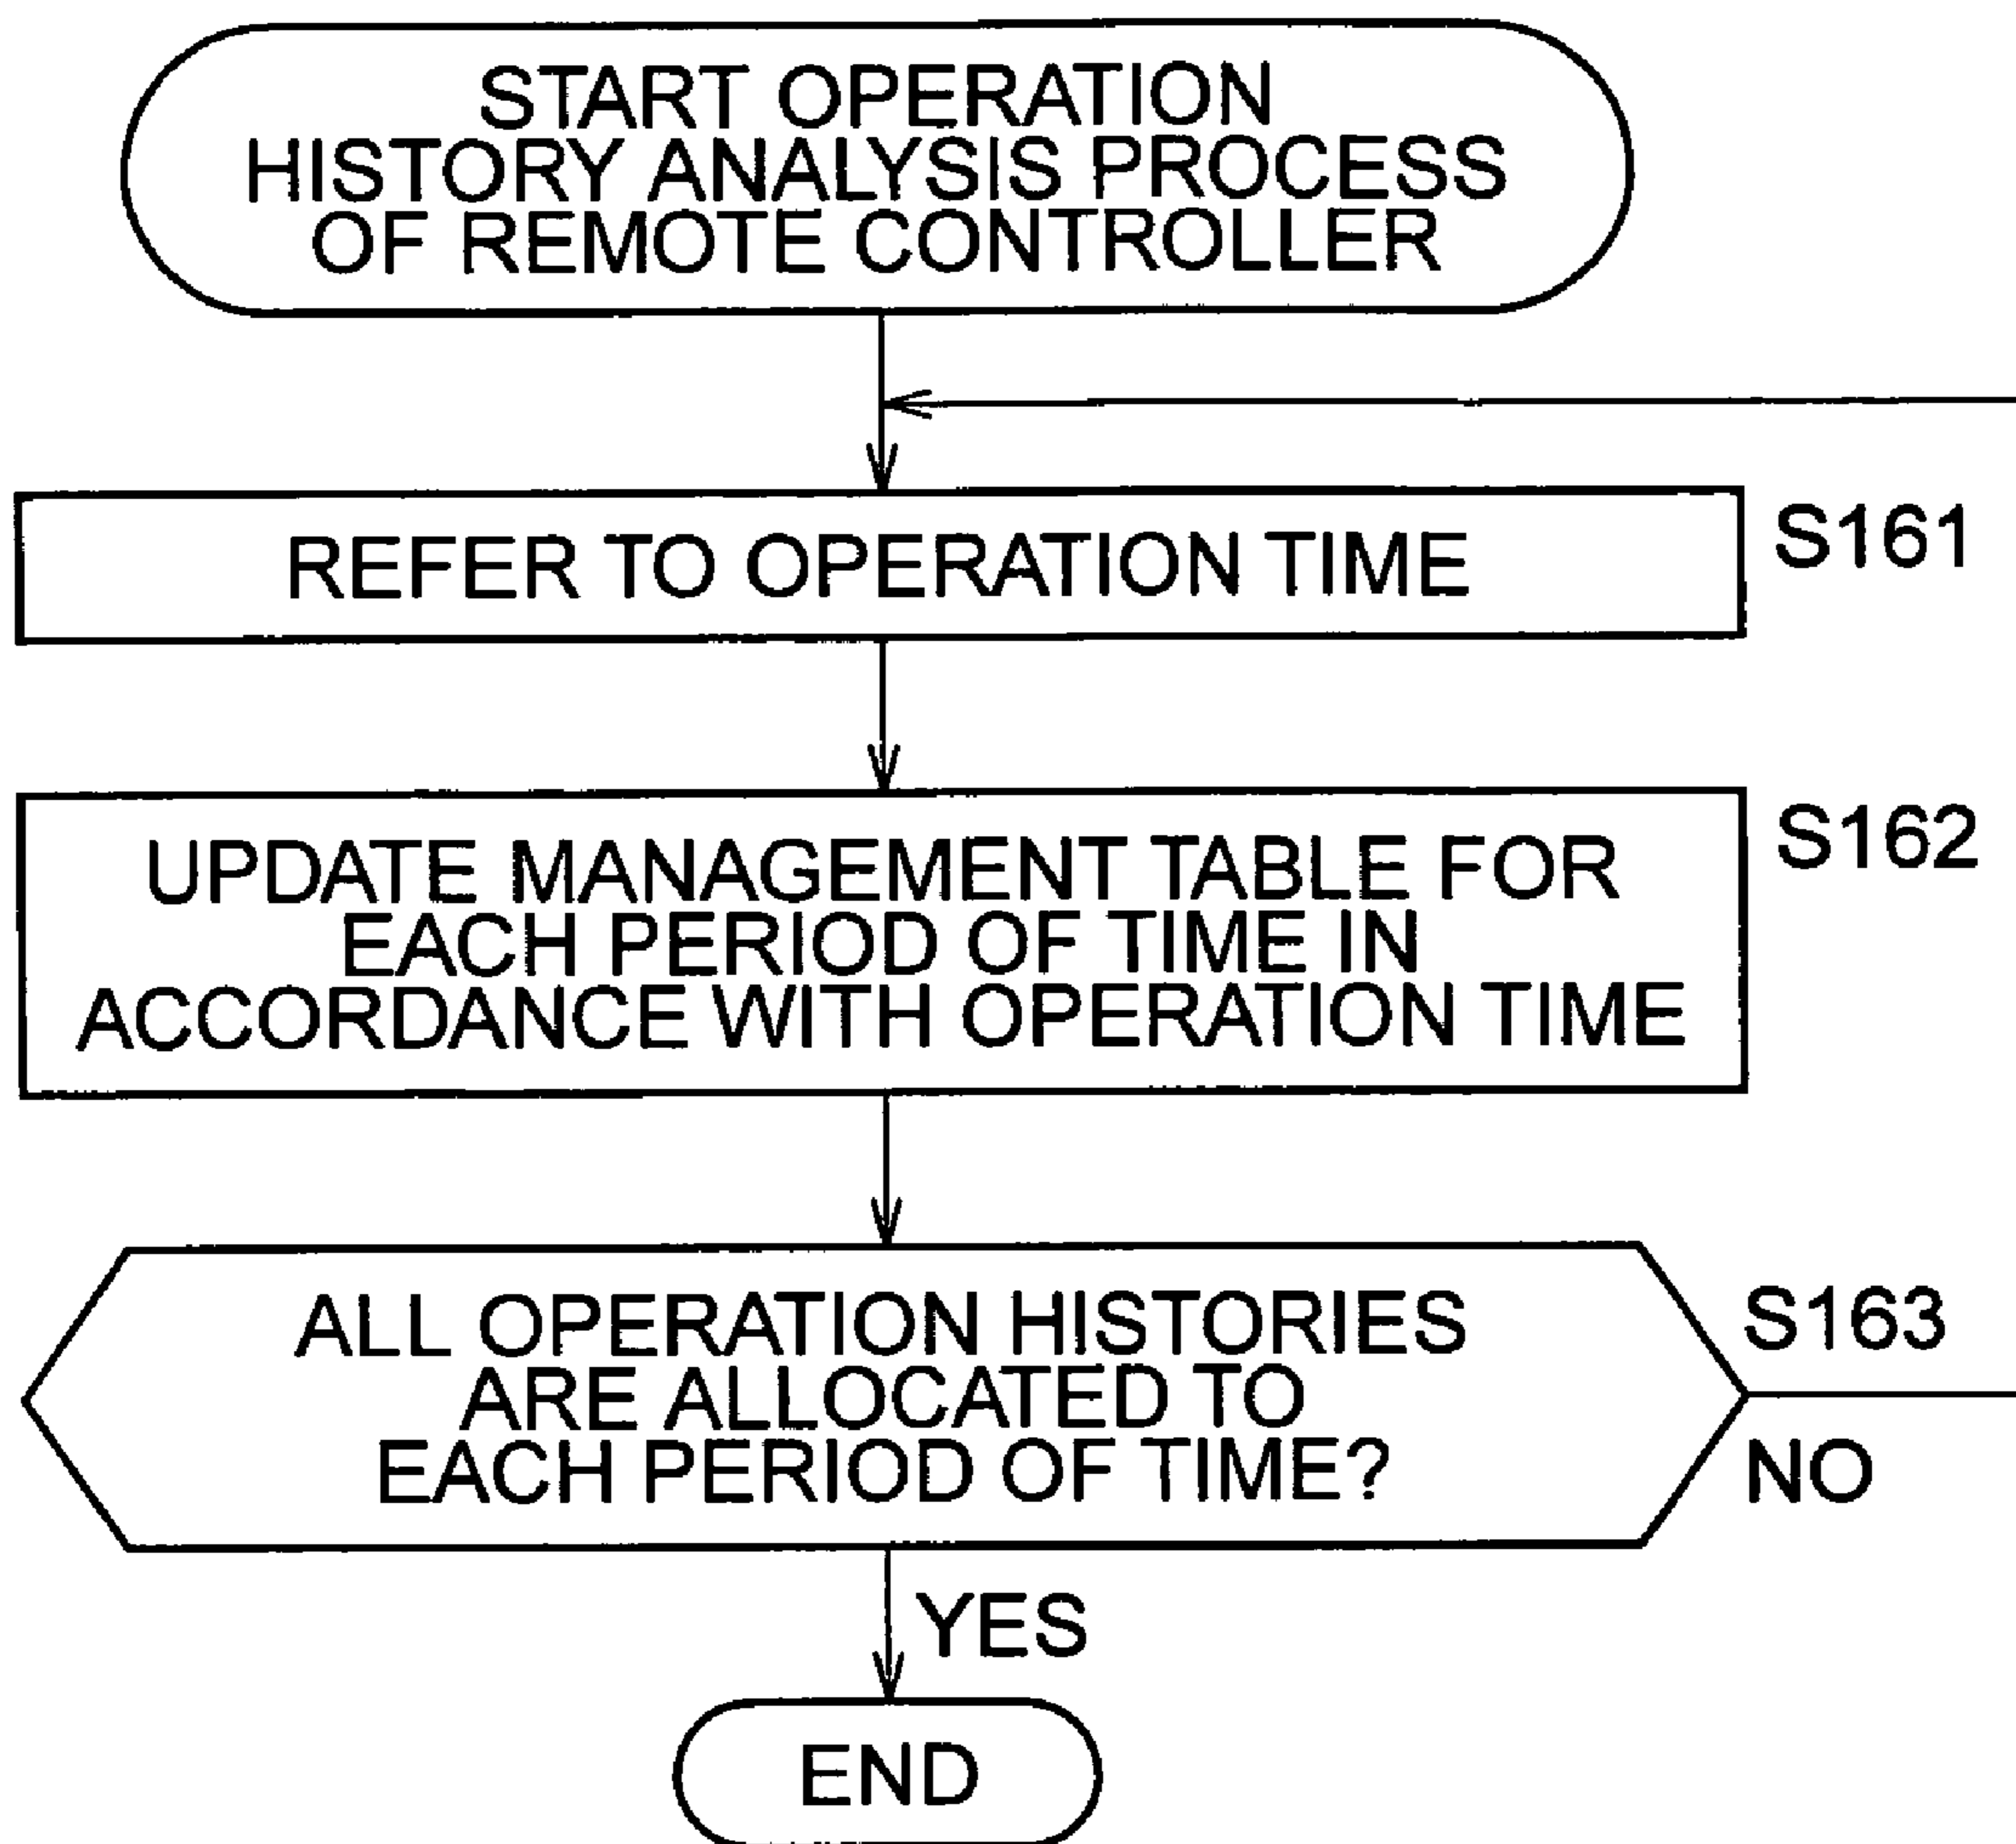 START OPERATION
HISTORY ANALYSIS PROCESS
OF REMOTE CONTROLLER
REFER TO OPERATION TIME
S161
UPDATE MANAGEMENT TABLE FOR
EACH PERIOD OF TIME IN
ACCORDANCE WITH OPERATION TIME
S162
ALL OPERATION HISTORIES
ARE ALLOCATED TO
EACH PERIOD OF TIME?
S163
NO
YES
END